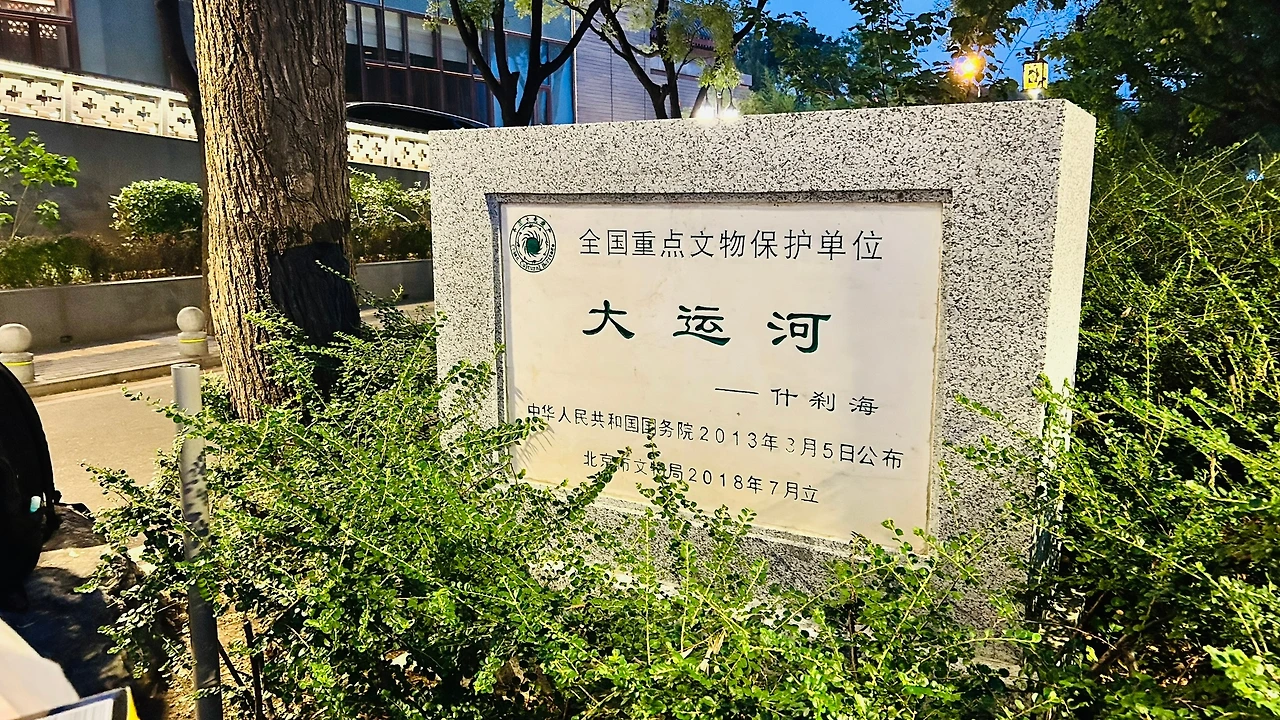 全国重点文物保护单位
大运河
——什刹海
中华人民共和国国务院2013年3月5日公布
北京市文物局2018年7月立